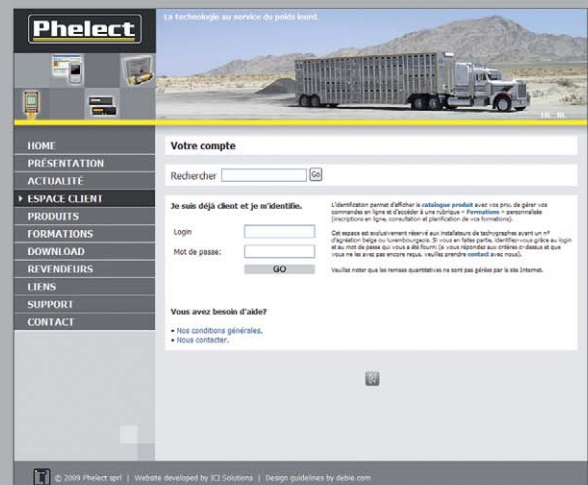 Phelect
La technologie au service du poids lourd.
FR NL
HOME
PRÉSENTATION
ACTUALITÉ
ESPACE CLIENT
PRODUITS
FORMATIONS
DOWNLOAD
REVENDEURS
LIENS
SUPPORT
CONTACT
Votre compte
Rechercher Go
Je suis déjà client et je m'identifie.
Login
Mot de passe:
GO
L'identification permet d'afficher le catalogue produit avec vos prix, de gérer vos
commandes en ligne et d'accéder à une rubrique « Formations » personnalisée
(inscriptions en ligne, consultation et planification de vos formations).
Cet espace est exclusivement réservé aux installateurs de tachygraphes ayant un n°
d'agréation belge ou luxembourgeois. Si vous en faites partie, identifiez-vous grâce au login
et au mot de passe qui vous a été fourni (si vous répondez aux critères ci-dessus et que
vous ne les avez pas encore reçus, veuillez prendre contact avec nous).
Veuillez noter que les remises quantitatives ne sont pas gérées par le site Internet.
Vous avez besoin d'aide?
• Nos conditions générales.
• Nous contacter.
© 2009 Phelect sprl | Website developed by ICI Solutions | Design guidelines by debie.com